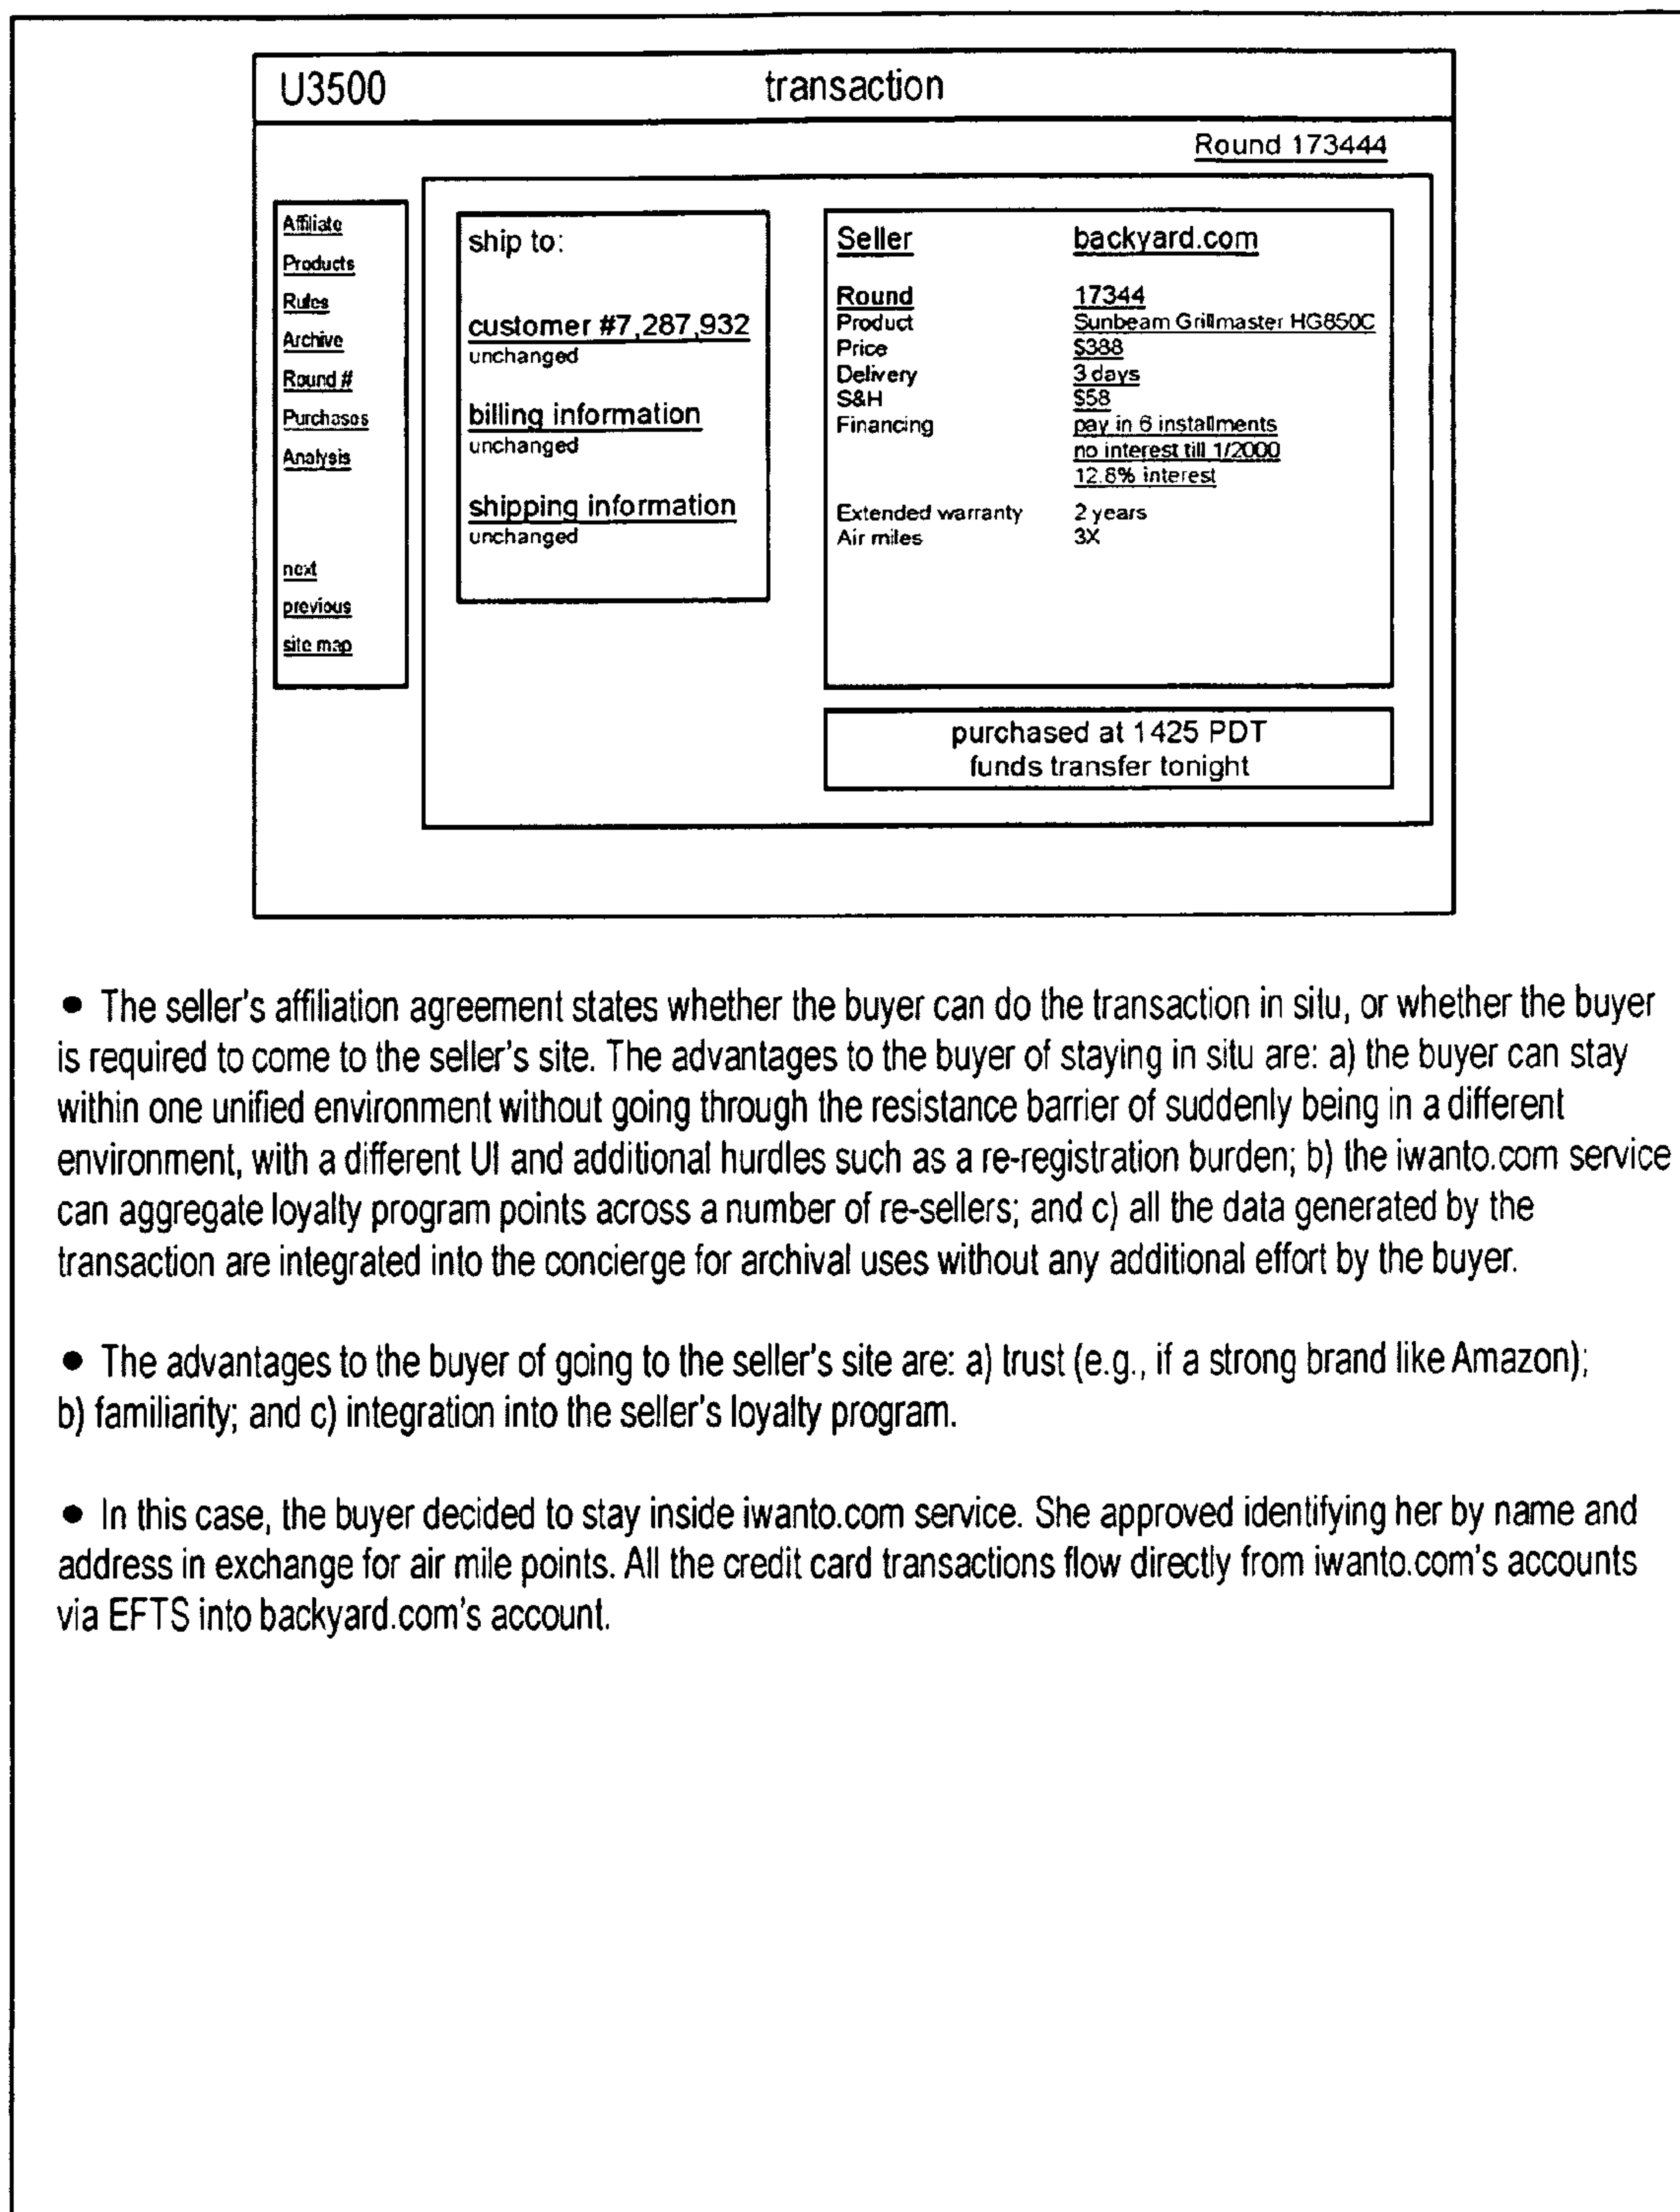 U3500 transaction
Round 173444
Affiliate
Products
Rules
Archive
Round #
Purchases
Analysis
next
previous
site map
ship to:
customer #7,287,932
unchanged
billing information
unchanged
shipping information
unchanged
Seller backyard.com
Round 17344
Product Sunbeam Grillmaster HG850C
Price $388
Delivery 3 days
S&H $58
Financing pay in 6 installments
no interest till 1/2000
12.8% interest
Extended warranty 2 years
Air miles 3X
purchased at 1425 PDT
funds transfer tonight
• The seller's affiliation agreement states whether the buyer can do the transaction in situ, or whether the buyer
is required to come to the seller's site. The advantages to the buyer of staying in situ are: a) the buyer can stay
within one unified environment without going through the resistance barrier of suddenly being in a different
environment, with a different UI and additional hurdles such as a re-registration burden; b) the iwanto.com service
can aggregate loyalty program points across a number of re-sellers; and c) all the data generated by the
transaction are integrated into the concierge for archival uses without any additional effort by the buyer.
• The advantages to the buyer of going to the seller's site are: a) trust (e.g., if a strong brand like Amazon);
b) familiarity; and c) integration into the seller's loyalty program.
• In this case, the buyer decided to stay inside iwanto.com service. She approved identifying her by name and
address in exchange for air mile points. All the credit card transactions flow directly from iwanto.com's accounts
via EFTS into backyard.com's account.